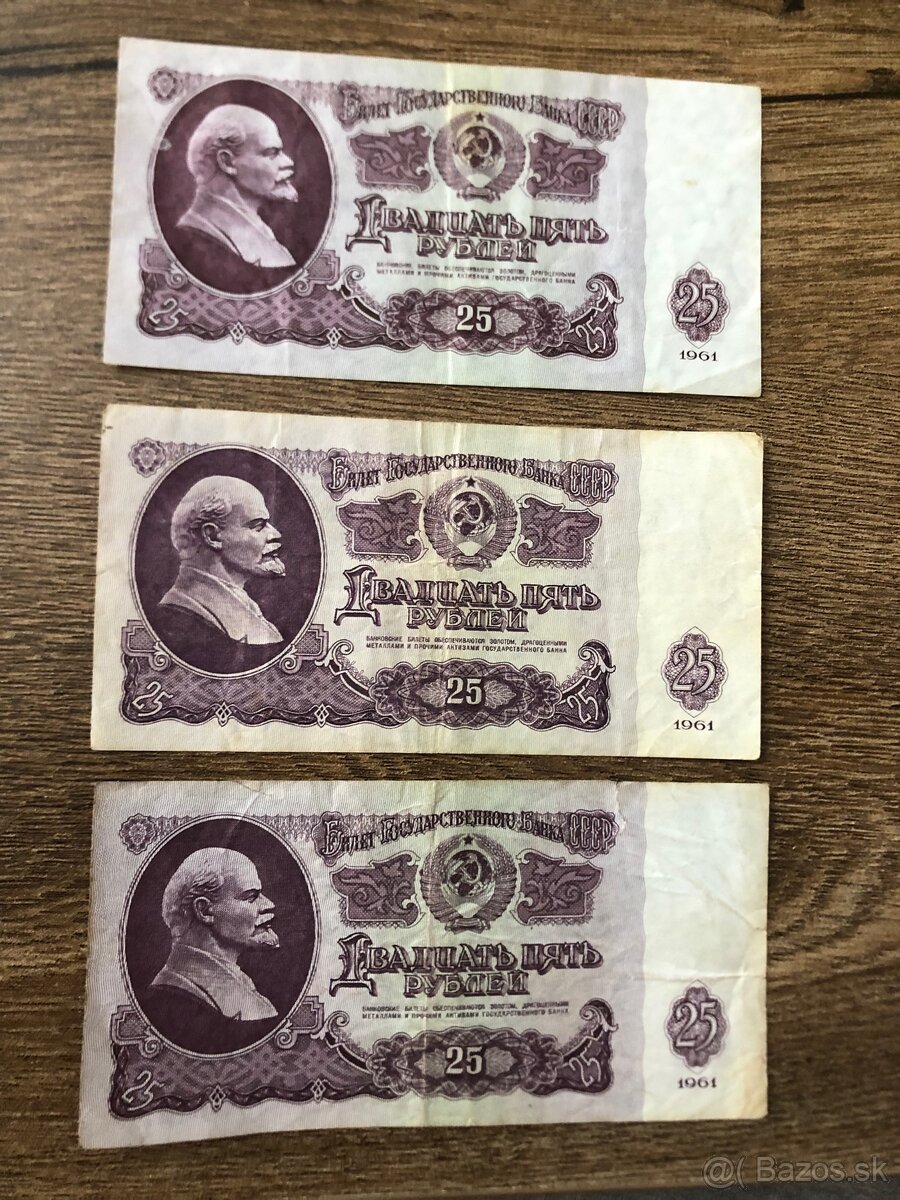 Билет Государственного Банка СССР
Двадцать пять
рублей
БАНКОВСКИЕ БИЛЕТЫ ОБЕСПЕЧИВАЮТСЯ ЗОЛОТОМ, ДРАГОЦЕННЫМИ
МЕТАЛЛАМИ И ПРОЧИМИ АКТИВАМИ ГОСУДАРСТВЕННОГО БАНКА
25 25 25 25
1961
Билет Государственного Банка СССР
Двадцать пять
рублей
БАНКОВСКИЕ БИЛЕТЫ ОБЕСПЕЧИВАЮТСЯ ЗОЛОТОМ, ДРАГОЦЕННЫМИ
МЕТАЛЛАМИ И ПРОЧИМИ АКТИВАМИ ГОСУДАРСТВЕННОГО БАНКА
25 25 25 25
1961
Билет Государственного Банка СССР
Двадцать пять
рублей
БАНКОВСКИЕ БИЛЕТЫ ОБЕСПЕЧИВАЮТСЯ ЗОЛОТОМ, ДРАГОЦЕННЫМИ
МЕТАЛЛАМИ И ПРОЧИМИ АКТИВАМИ ГОСУДАРСТВЕННОГО БАНКА
25 25 25 25
1961
@( Bazos.sk